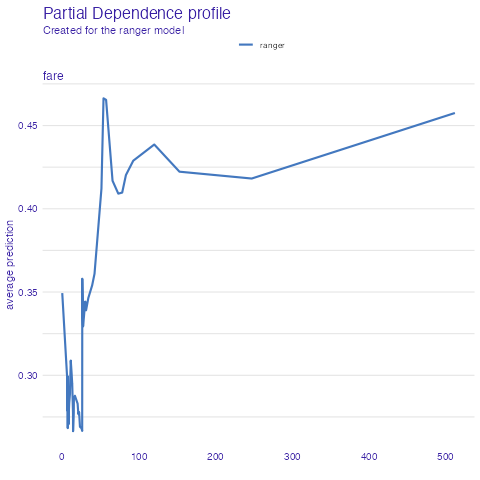 Partial Dependence profile
Created for the ranger model
ranger
fare
0.45
0.40
0.35
0.30
average prediction
0 100 200 300 400 500